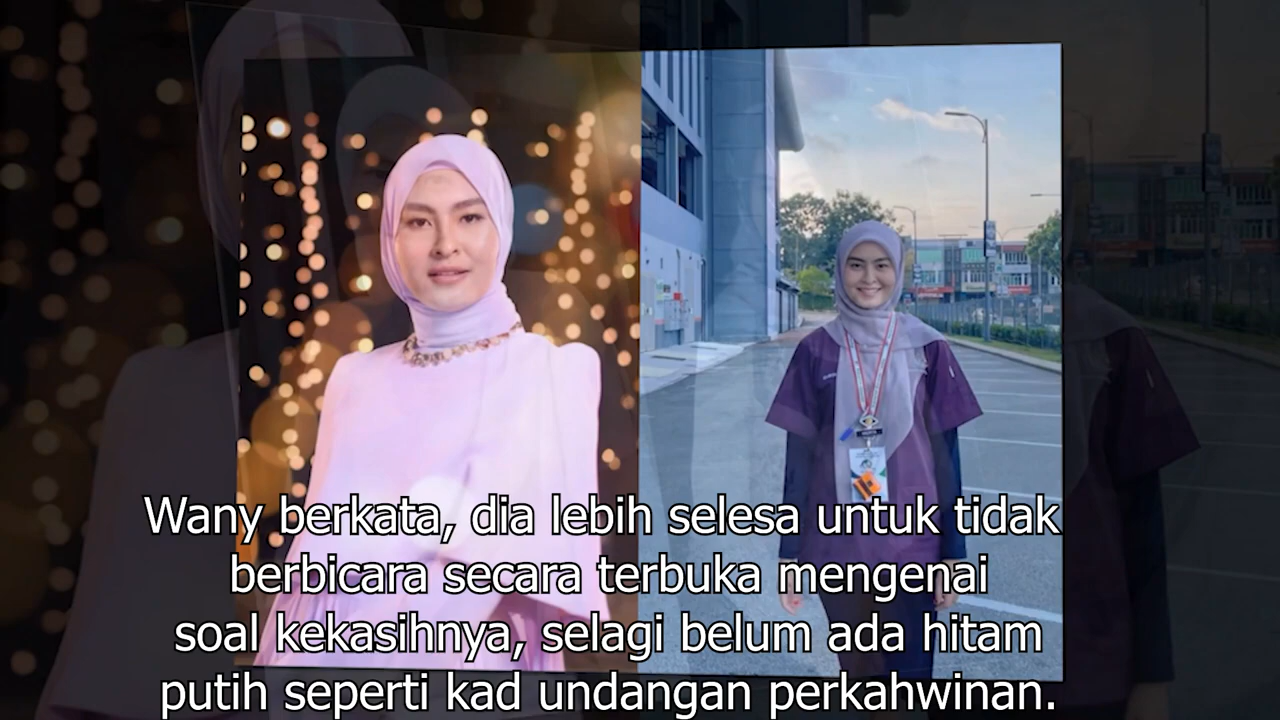 Wany berkata, dia lebih selesa untuk tidak
berbicara secara terbuka mengenai
soal kekasihnya, selagi belum ada hitam
putih seperti kad undangan perkahwinan.